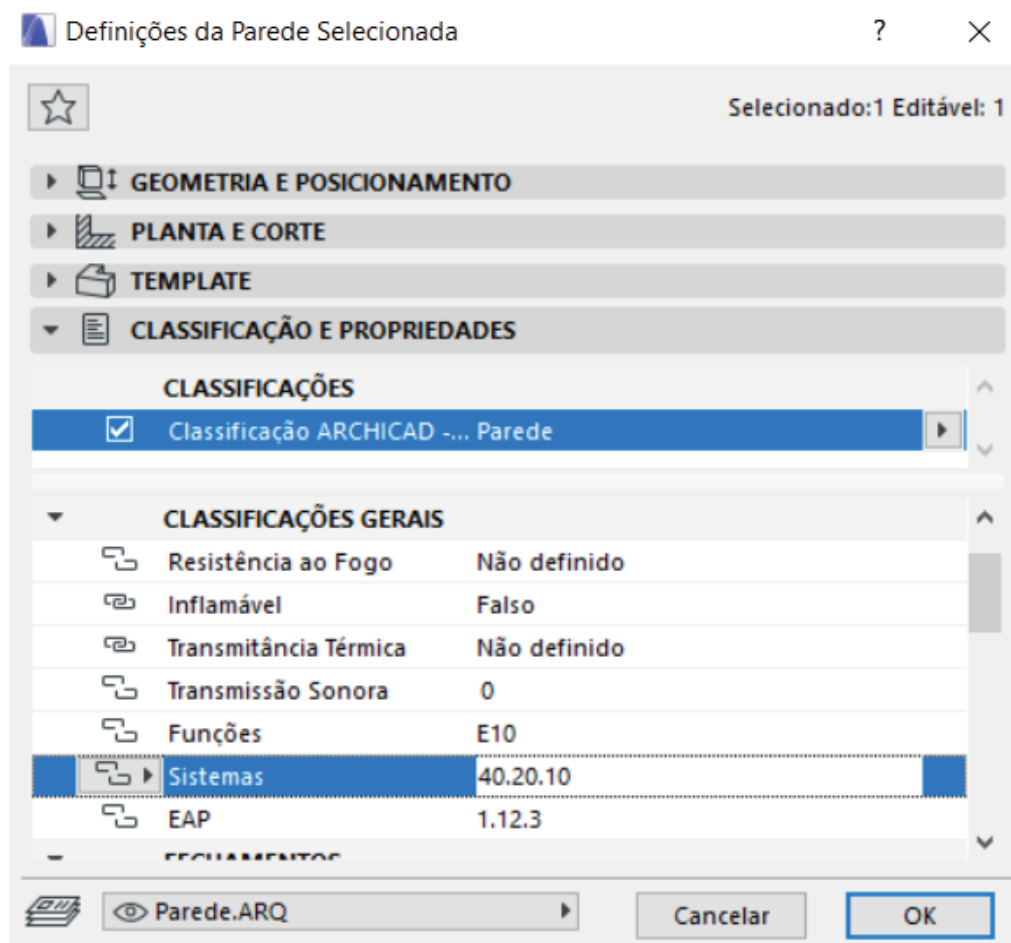 Definições da Parede Selecionada ?
Selecionado:1 Editável: 1
GEOMETRIA E POSICIONAMENTO
PLANTA E CORTE
TEMPLATE
CLASSIFICAÇÃO E PROPRIEDADES
CLASSIFICAÇÕES
Classificação ARCHICAD -... Parede
CLASSIFICAÇÕES GERAIS
Resistência ao Fogo Não definido
Inflamável Falso
Transmitância Térmica Não definido
Transmissão Sonora 0
Funções E10
Sistemas 40.20.10
EAP 1.12.3
FECHAMENTOS
Parede.ARQ Cancelar OK